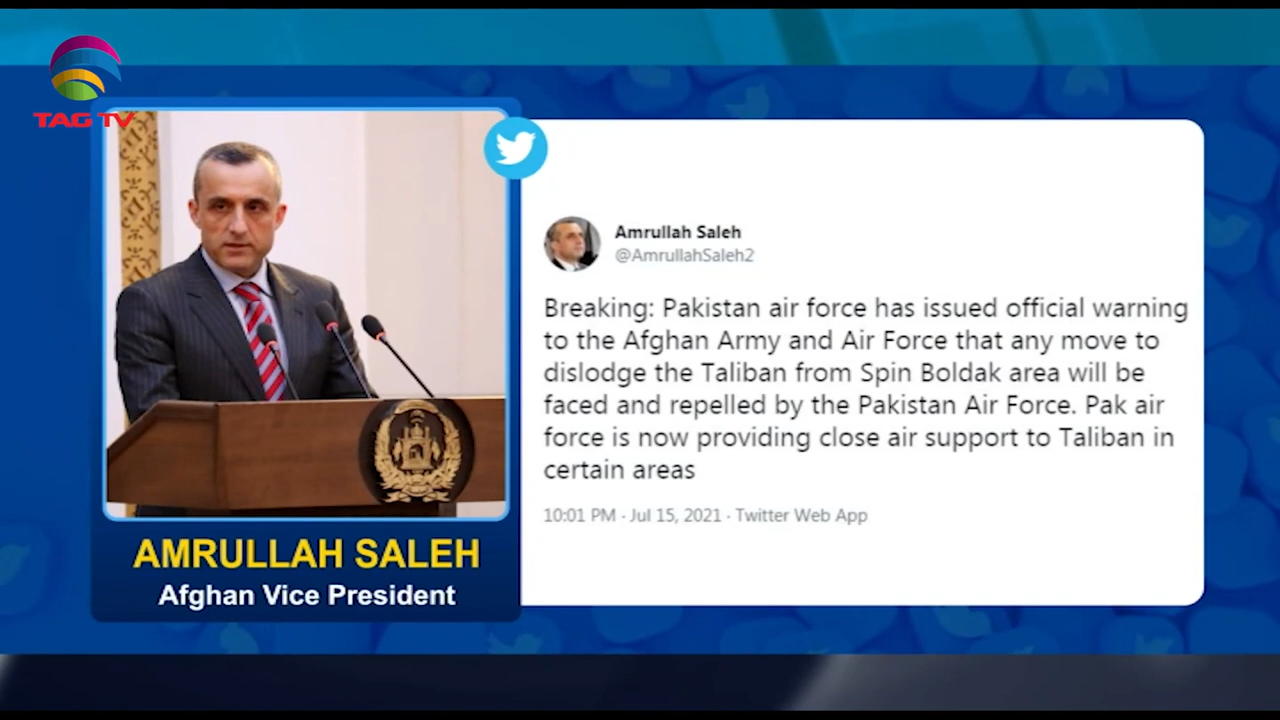 TAG TV
Amrullah Saleh
@AmrullahSaleh2
Breaking: Pakistan air force has issued official warning
to the Afghan Army and Air Force that any move to
dislodge the Taliban from Spin Boldak area will be
faced and repelled by the Pakistan Air Force. Pak air
force is now providing close air support to Taliban in
certain areas
10:01 PM · Jul 15, 2021 · Twitter Web App
AMRULLAH SALEH
Afghan Vice President